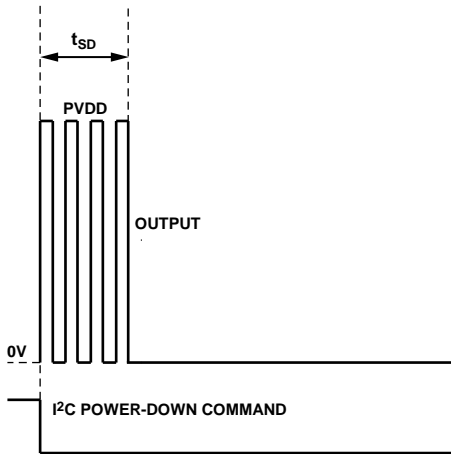 tSD
PVDD
OUTPUT
0V
I²C POWER-DOWN COMMAND